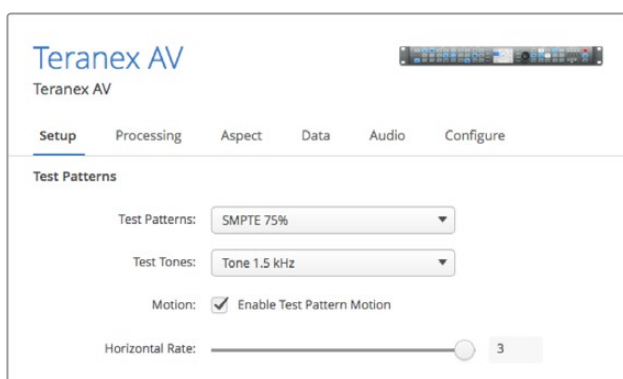 Teranex AV
Teranex AV
Setup Processing Aspect Data Audio Configure
Test Patterns
Test Patterns: SMPTE 75%
Test Tones: Tone 1.5 kHz
Motion: Enable Test Pattern Motion
Horizontal Rate: 3